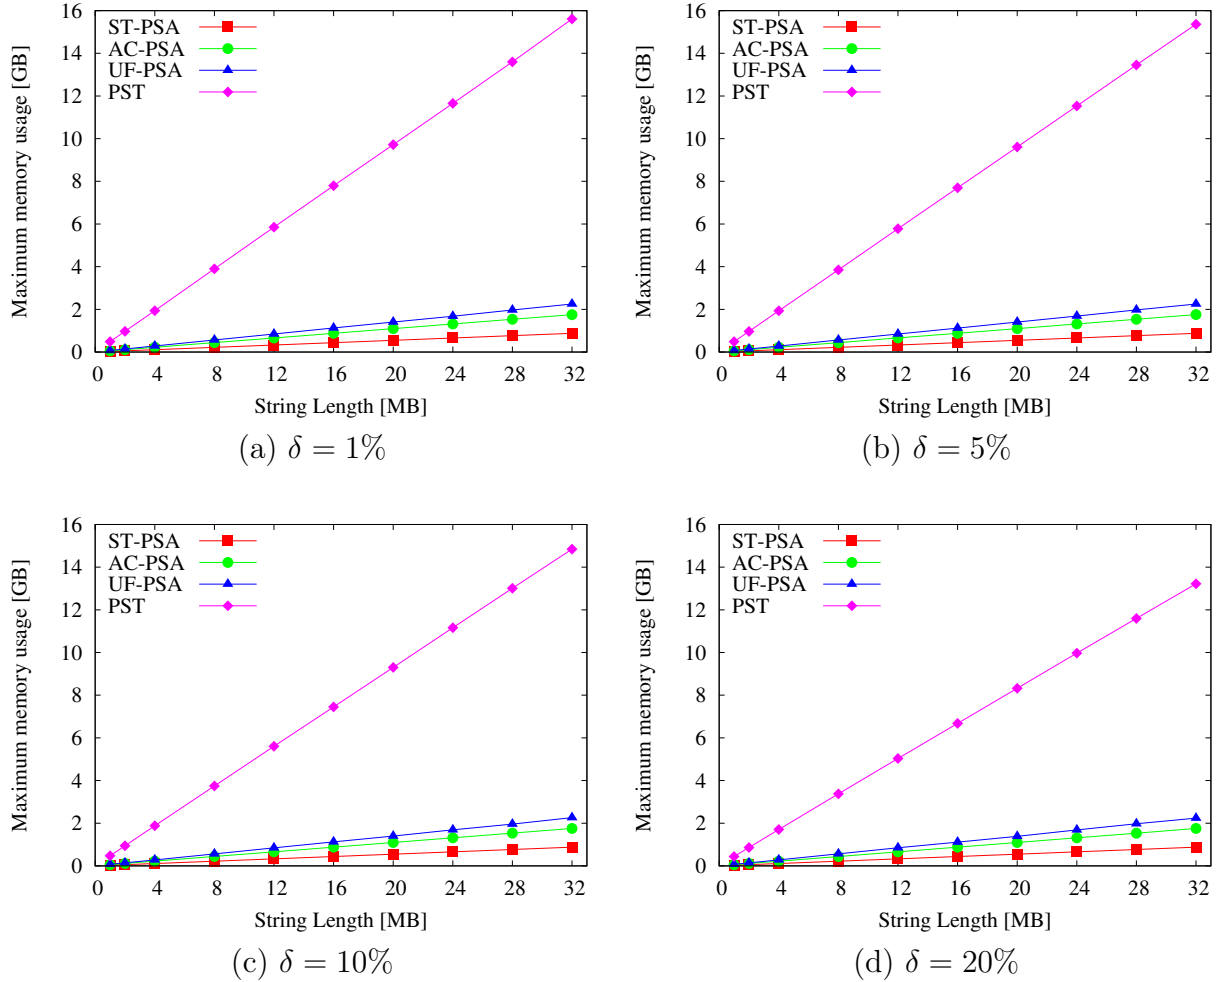 16
14
12
10
8
6
4
2
0
Maximum memory usage [GB]
ST-PSA
AC-PSA
UF-PSA
PST
0 4 8 12 16 20 24 28 32
String Length [MB]
(a) δ = 1%
16
14
12
10
8
6
4
2
0
Maximum memory usage [GB]
ST-PSA
AC-PSA
UF-PSA
PST
0 4 8 12 16 20 24 28 32
String Length [MB]
(b) δ = 5%
16
14
12
10
8
6
4
2
0
Maximum memory usage [GB]
ST-PSA
AC-PSA
UF-PSA
PST
0 4 8 12 16 20 24 28 32
String Length [MB]
(c) δ = 10%
16
14
12
10
8
6
4
2
0
Maximum memory usage [GB]
ST-PSA
AC-PSA
UF-PSA
PST
0 4 8 12 16 20 24 28 32
String Length [MB]
(d) δ = 20%